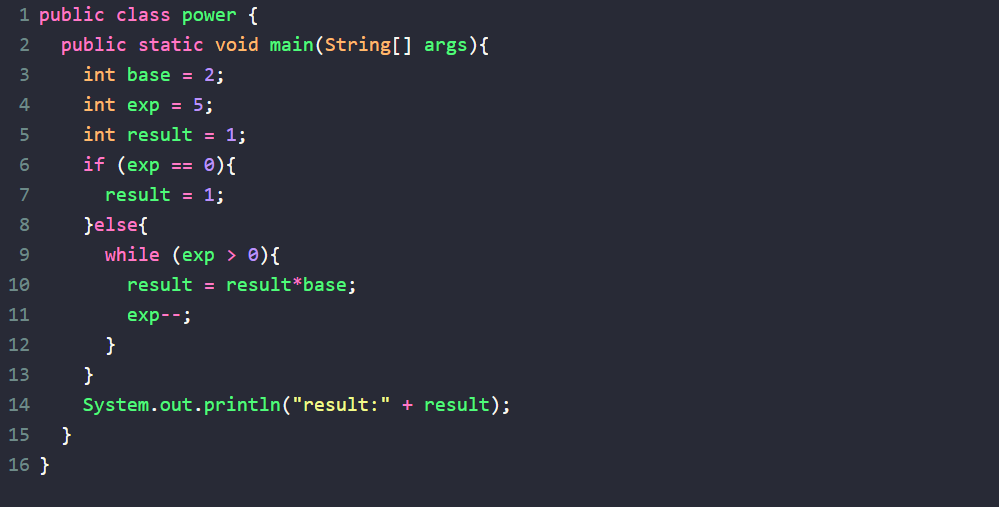 1 public class power {
2   public static void main(String[] args){
3     int base = 2;
4     int exp = 5;
5     int result = 1;
6     if (exp == 0){
7       result = 1;
8     }else{
9       while (exp > 0){
10         result = result*base;
11         exp--;
12       }
13     }
14     System.out.println("result:" + result);
15   }
16 }